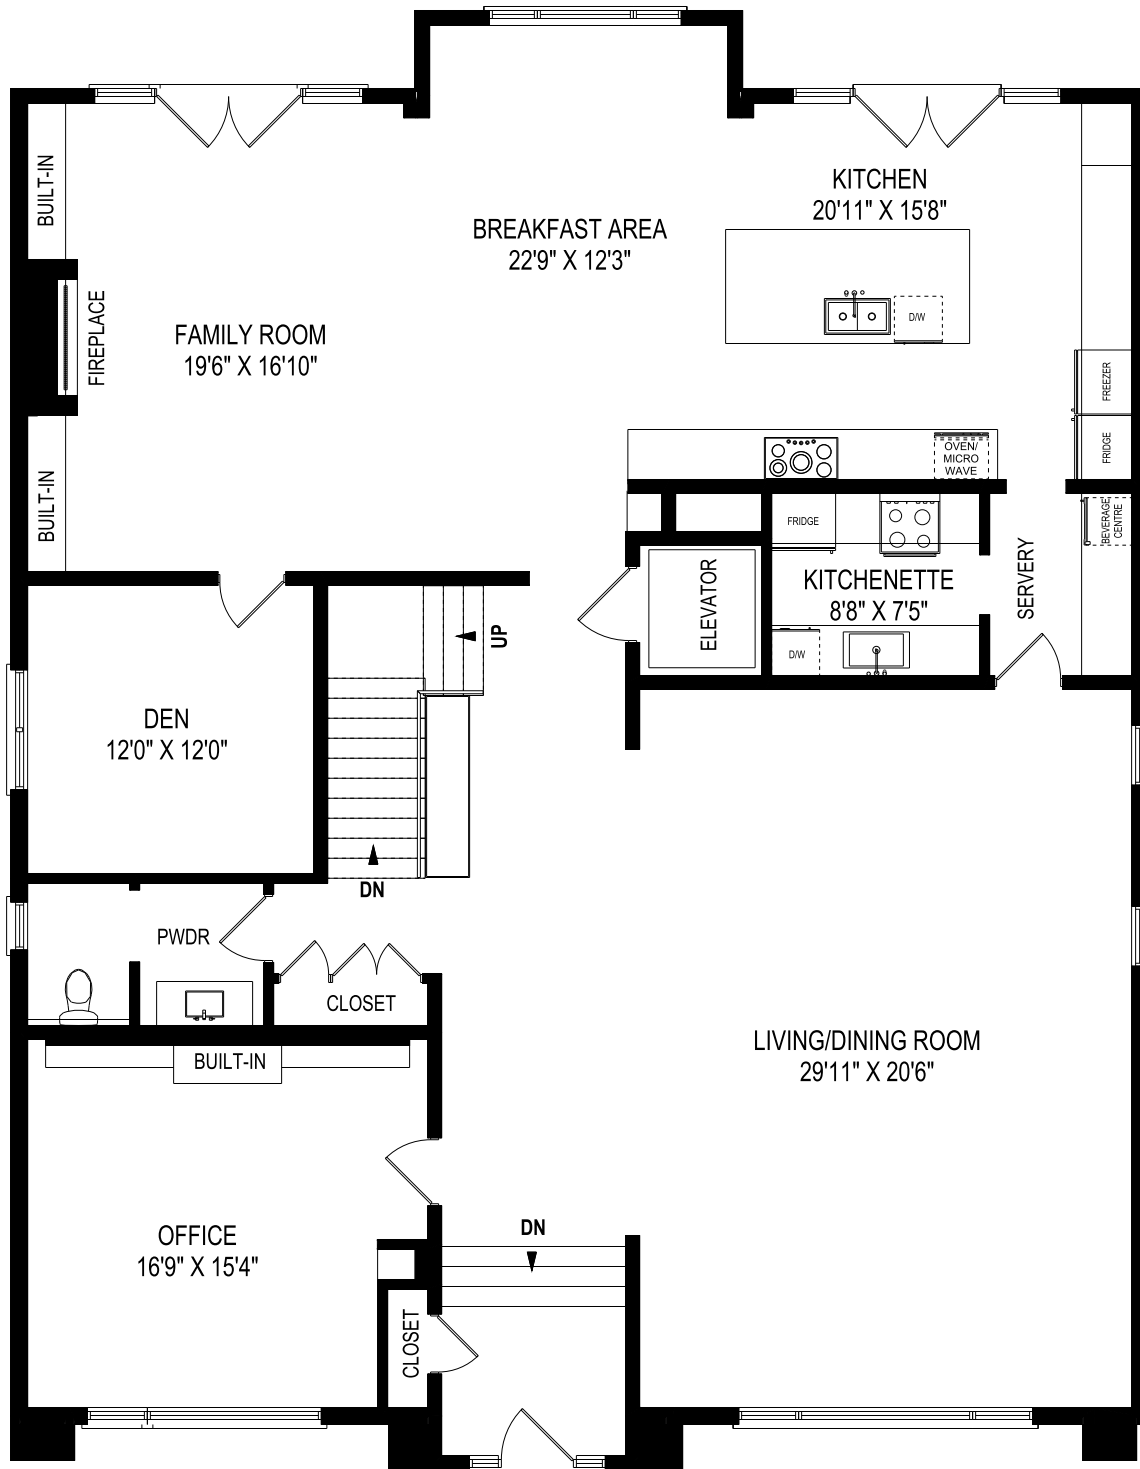 KITCHEN
20'11" X 15'8"
BUILT-IN
BREAKFAST AREA
22'9" X 12'3"
D/W
FIREPLACE
FAMILY ROOM
19'6" X 16'10"
FREEZER
FRIDGE
BUILT-IN
OVEN/
MICRO
WAVE
FRIDGE
BEVERAGE
CENTRE
SERVERY
KITCHENETTE
8'8" X 7'5"
ELEVATOR
UP
D/W
DEN
12'0" X 12'0"
DN
PWDR
CLOSET
LIVING/DINING ROOM
29'11" X 20'6"
BUILT-IN
OFFICE
16'9" X 15'4"
DN
CLOSET